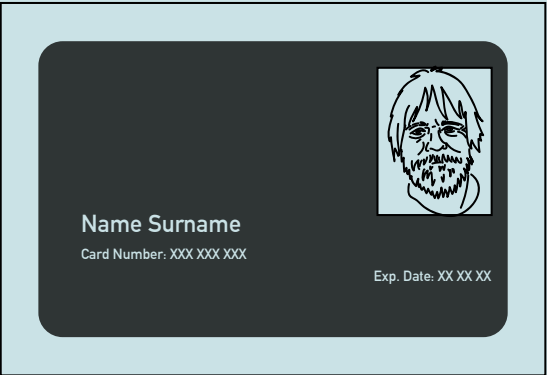 Name Surname
Card Number: XXX XXX XXX
Exp. Date: XX XX XX